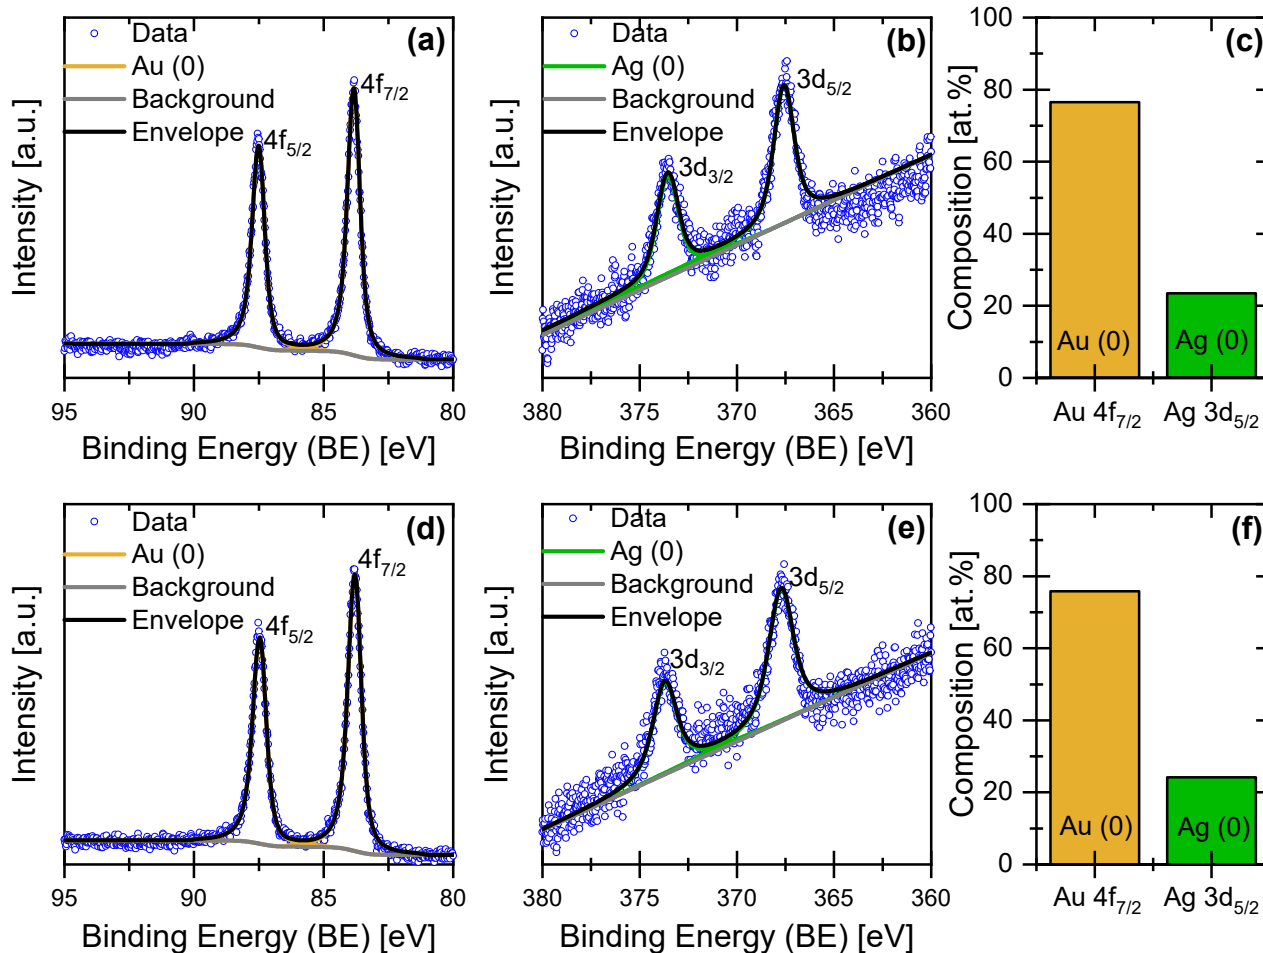 Data
Au (0)
Background
Envelope
(a)
4f7/2
4f5/2
Intensity [a.u.]
95 90 85 80
Binding Energy (BE) [eV]
Data
Ag (0)
Background
Envelope
(b)
3d5/2
3d3/2
Intensity [a.u.]
380 375 370 365 360
Binding Energy (BE) [eV]
(c)
Composition [at.%]
100
80
60
40
20
0
Au (0) Ag (0)
Au 4f7/2 Ag 3d5/2
Data
Au (0)
Background
Envelope
(d)
4f7/2
4f5/2
Intensity [a.u.]
95 90 85 80
Binding Energy (BE) [eV]
Data
Ag (0)
Background
Envelope
(e)
3d5/2
3d3/2
Intensity [a.u.]
380 375 370 365 360
Binding Energy (BE) [eV]
(f)
Composition [at.%]
100
80
60
40
20
0
Au (0) Ag (0)
Au 4f7/2 Ag 3d5/2